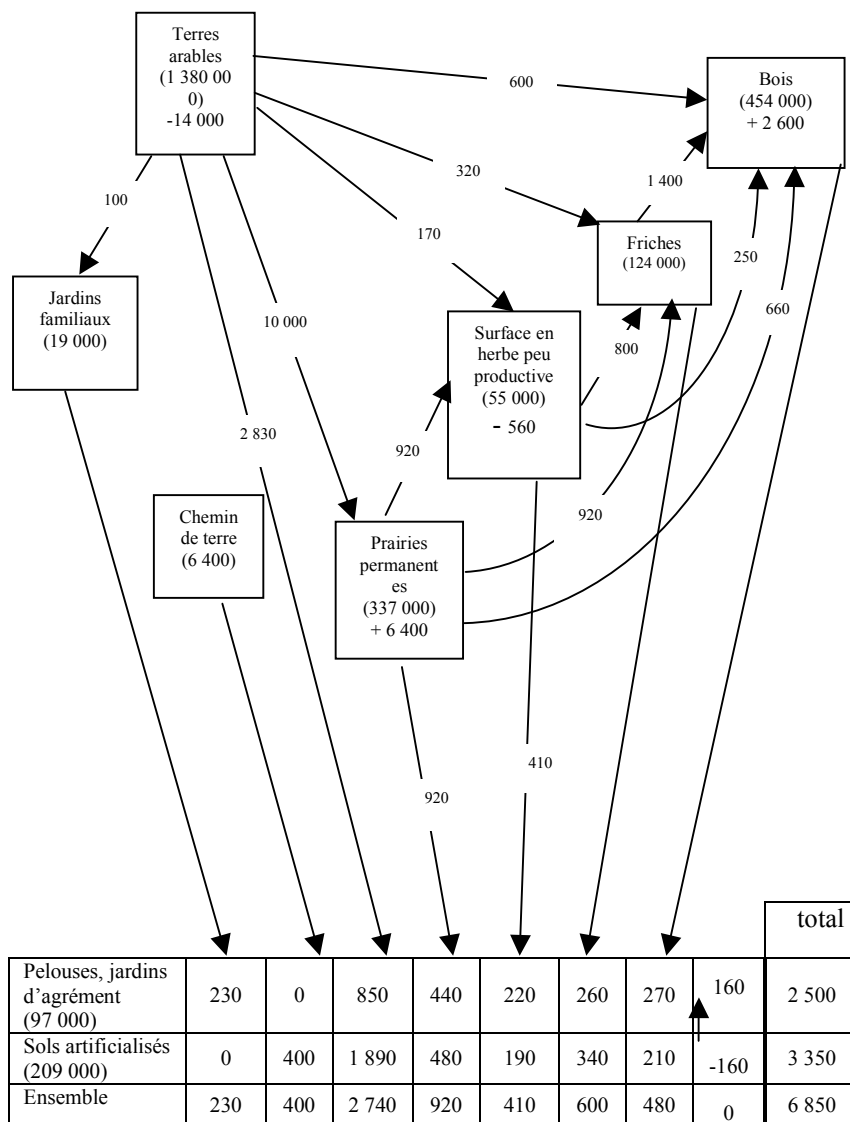 Terres
arables
(1 380 00
0)
-14 000
600
Bois
(454 000)
+ 2 600
100
320
1 400
170
Friches
(124 000)
250
Jardins
familiaux
(19 000)
10 000
660
Surface en
herbe peu
productive
(55 000)
- 560
800
2 830
920
Chemin
de terre
(6 400)
920
Prairies
permanent
es
(337 000)
+ 6 400
410
920
total
Pelouses, jardins
d'agrément
(97 000)
230 0 850 440 220 260 270 160 2 500
Sols artificialisés
(209 000)
0 400 1 890 480 190 340 210 -160 3 350
Ensemble 230 400 2 740 920 410 600 480 0 6 850